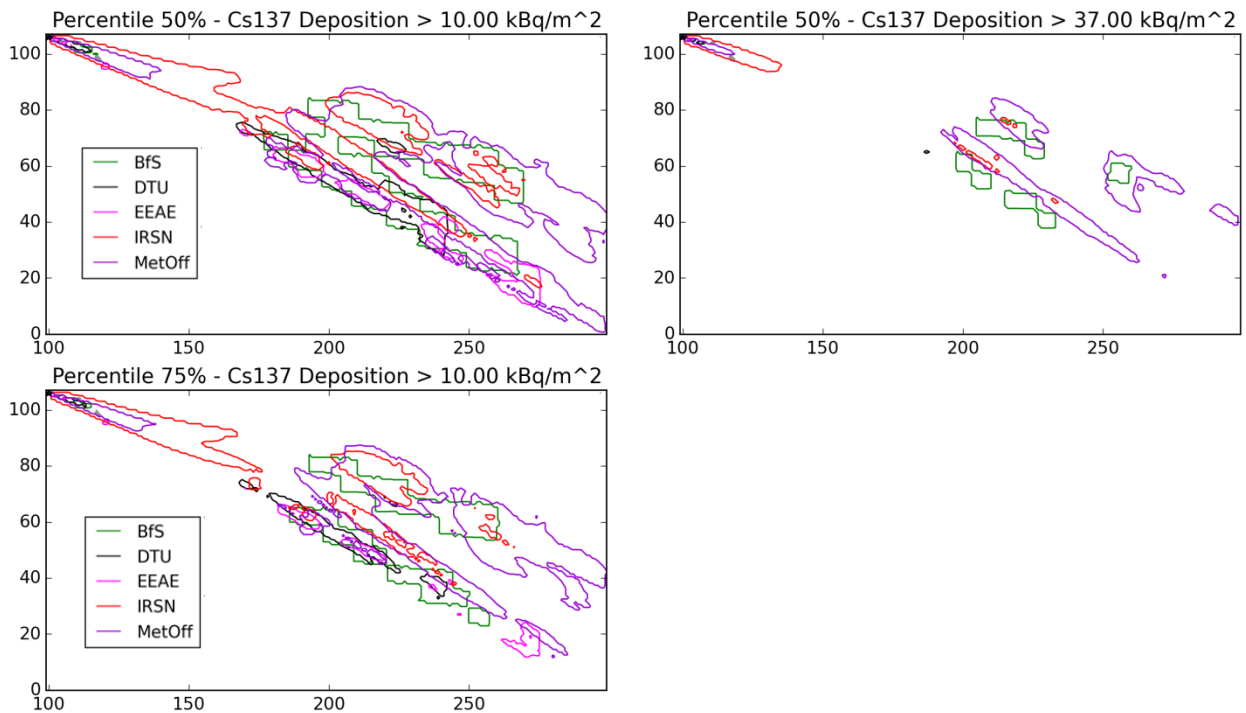 Percentile 50% - Cs137 Deposition > 10.00 kBq/m^2
100
80
60
40
20
0
BfS
DTU
EEAE
IRSN
MetOff
100 150 200 250
Percentile 50% - Cs137 Deposition > 37.00 kBq/m^2
100
80
60
40
20
0
100 150 200 250
Percentile 75% - Cs137 Deposition > 10.00 kBq/m^2
100
80
60
40
20
0
BfS
DTU
EEAE
IRSN
MetOff
100 150 200 250